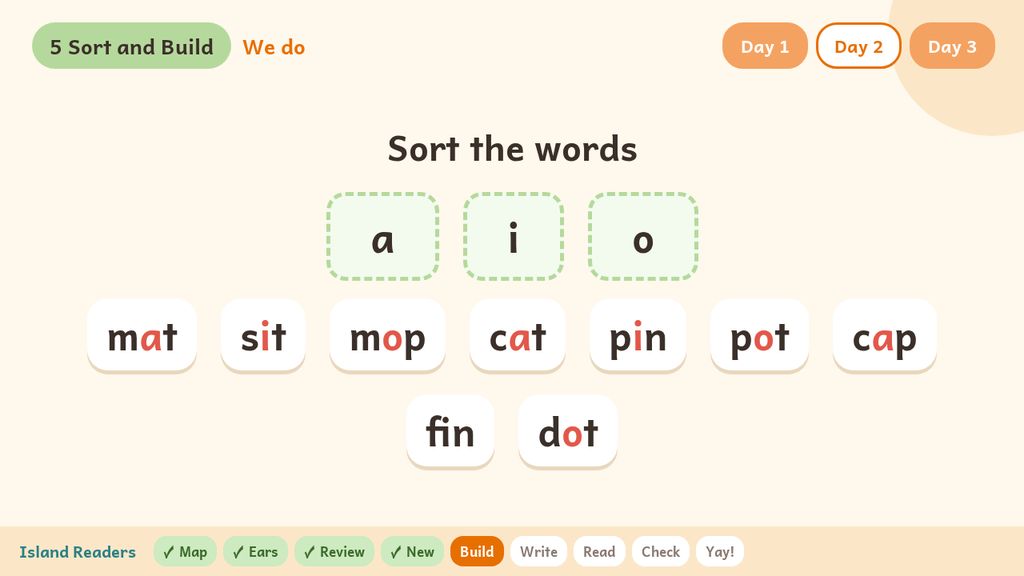 5 Sort and Build We do Day 1 Day 2 Day 3
Sort the words
a i o
mat sit mop cat pin pot cap
fin dot
Island Readers ✓ Map ✓ Ears ✓ Review ✓ New Build Write Read Check Yay!